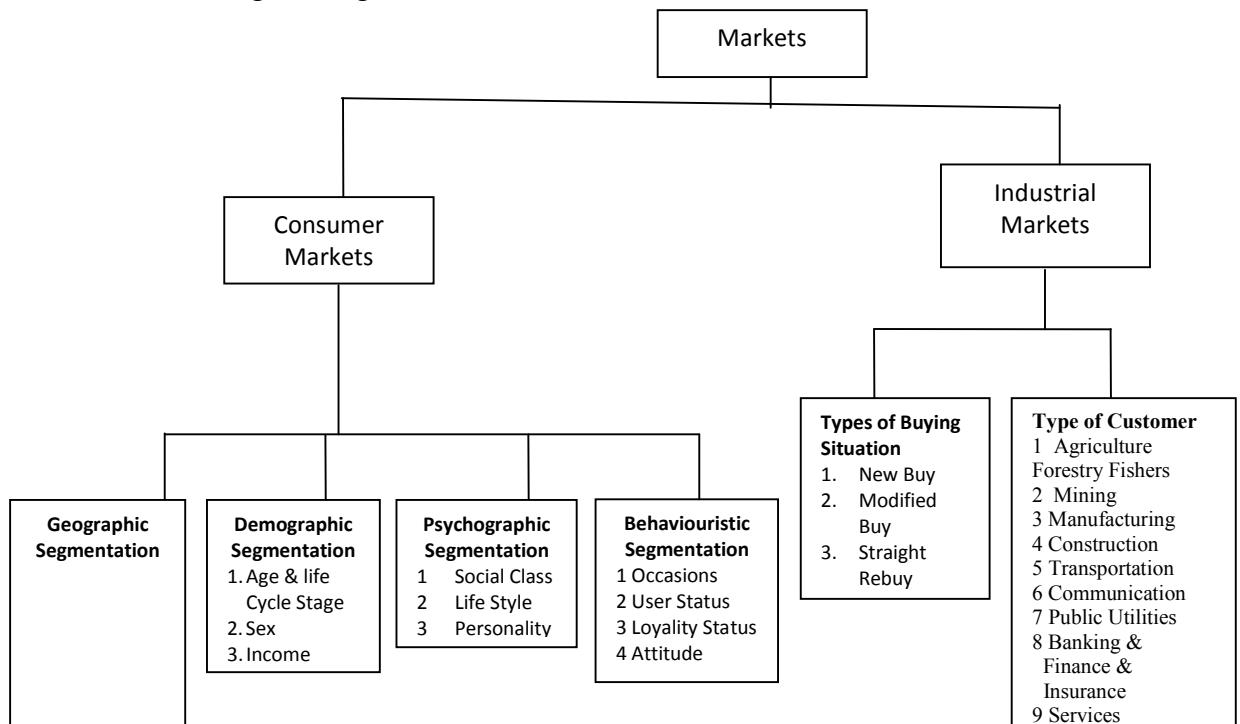 Markets
Consumer
Markets
Industrial
Markets
Geographic
Segmentation
Demographic
Segmentation
1. Age & life
Cycle Stage
2. Sex
3. Income
Psychographic
Segmentation
1 Social Class
2 Life Style
3 Personality
Behaviouristic
Segmentation
1 Occasions
2 User Status
3 Loyality Status
4 Attitude
Types of Buying
Situation
1. New Buy
2. Modified
Buy
3. Straight
Rebuy
Type of Customer
1 Agriculture
Forestry Fishers
2 Mining
3 Manufacturing
4 Construction
5 Transportation
6 Communication
7 Public Utilities
8 Banking &
Finance &
Insurance
9 Services